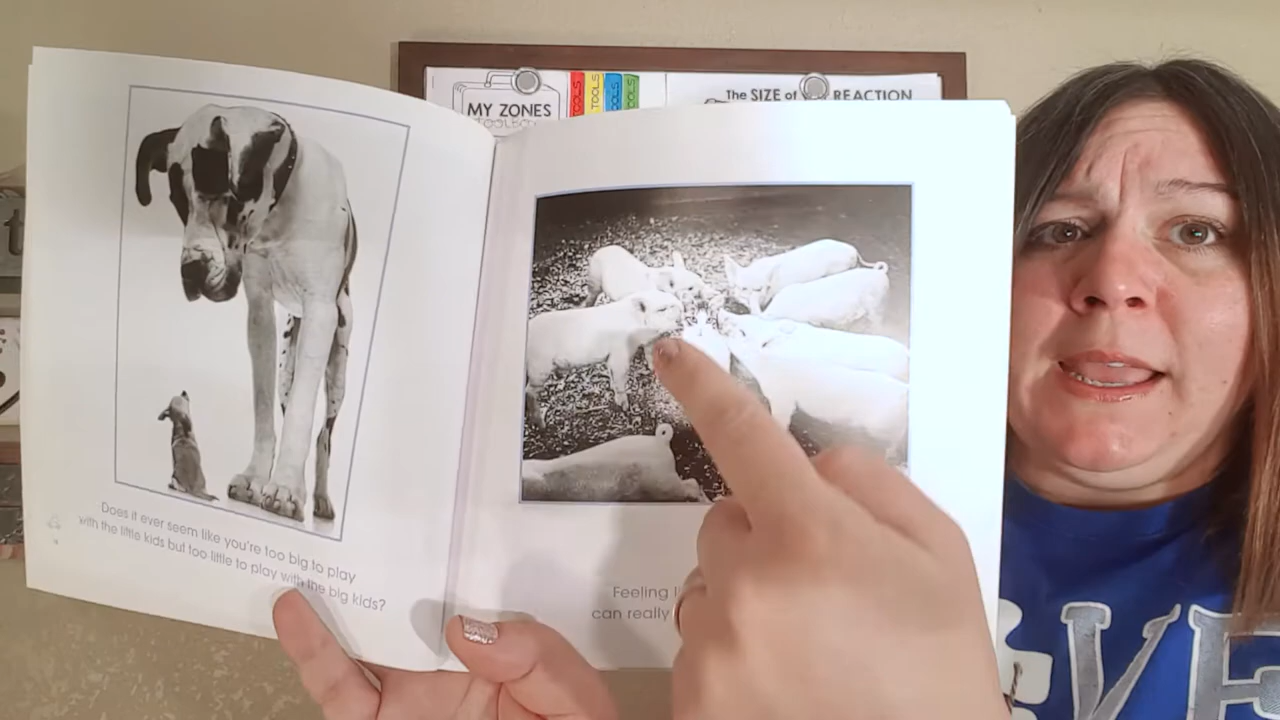 MY ZONES
TOOLS
TOOLS
The SIZE of REACTION
Does it ever seem like you're too big to play
with the little kids but too little to play with the big kids?
Feeling
can really